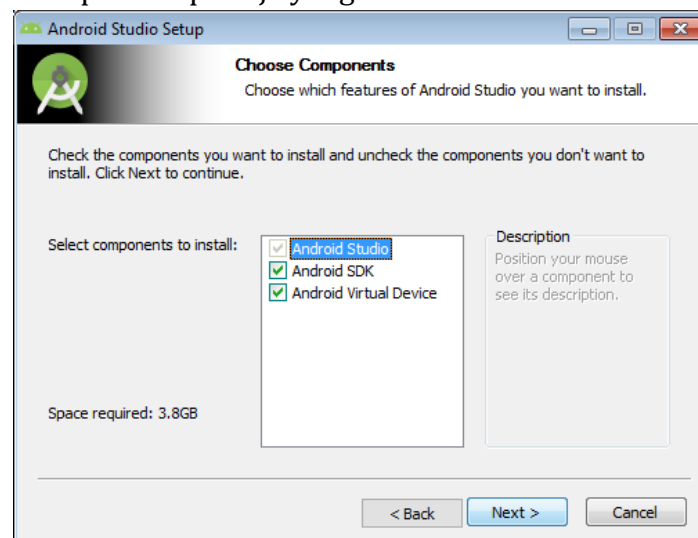 Android Studio Setup
Choose Components
Choose which features of Android Studio you want to install.
Check the components you want to install and uncheck the components you don't want to
install. Click Next to continue.
Select components to install:
Android Studio
Android SDK
Android Virtual Device
Description
Position your mouse
over a component to
see its description.
Space required: 3.8GB
< Back
Next >
Cancel